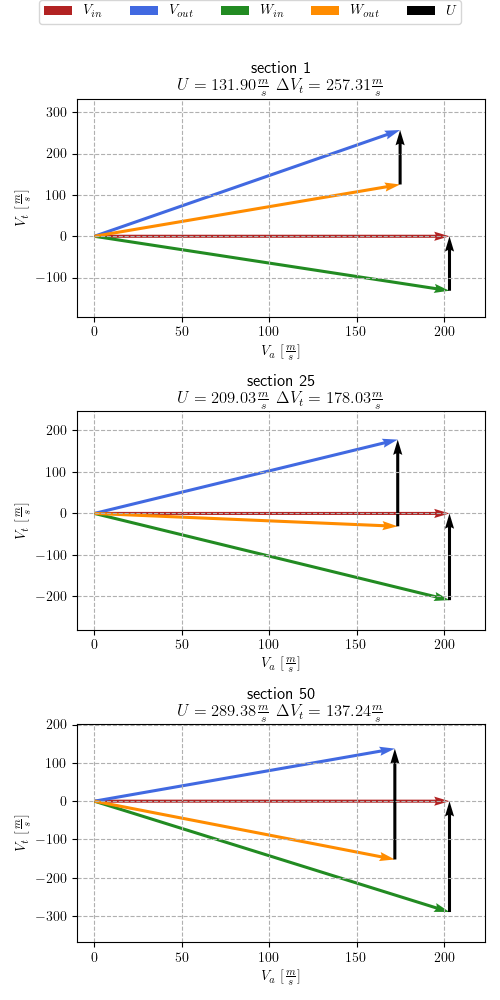 V_in V_out W_in W_out U
section 1
U = 131.90 m/s ΔV_t = 257.31 m/s
300
200
100
0
−100
V_t [m/s]
0 50 100 150 200
V_a [m/s]
section 25
U = 209.03 m/s ΔV_t = 178.03 m/s
200
100
0
−100
−200
V_t [m/s]
0 50 100 150 200
V_a [m/s]
section 50
U = 289.38 m/s ΔV_t = 137.24 m/s
200
100
0
−100
−200
−300
V_t [m/s]
0 50 100 150 200
V_a [m/s]